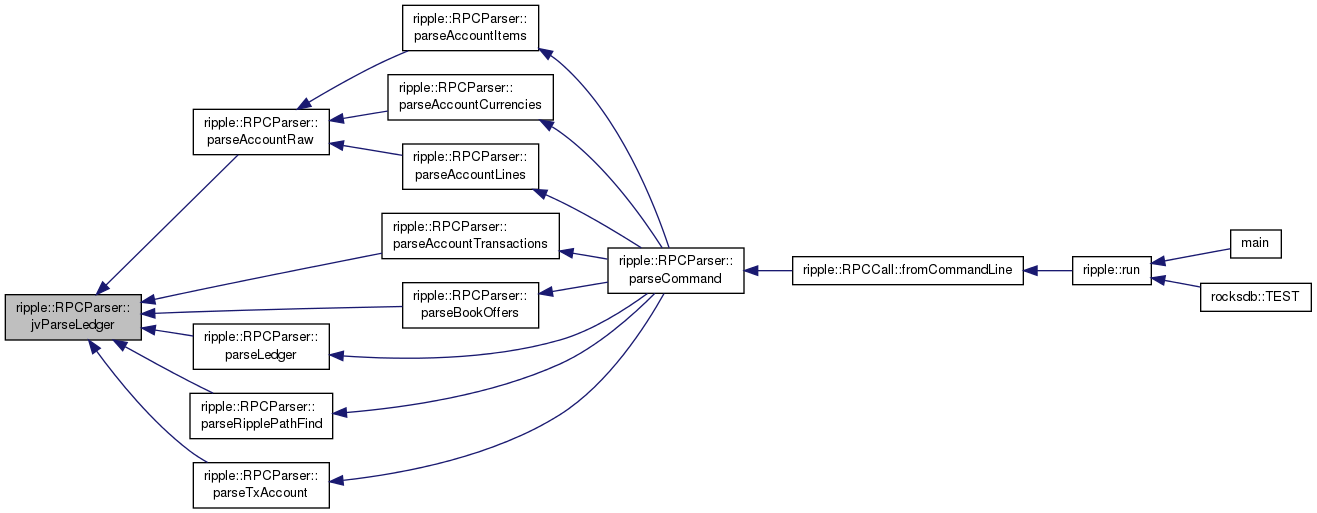 ripple::RPCParser::
jvParseLedger
ripple::RPCParser::
parseAccountRaw
ripple::RPCParser::
parseAccountItems
ripple::RPCParser::
parseAccountCurrencies
ripple::RPCParser::
parseAccountLines
ripple::RPCParser::
parseAccountTransactions
ripple::RPCParser::
parseBookOffers
ripple::RPCParser::
parseLedger
ripple::RPCParser::
parseRipplePathFind
ripple::RPCParser::
parseTxAccount
ripple::RPCParser::
parseCommand
ripple::RPCCall::fromCommandLine
ripple::run
main
rocksdb::TEST